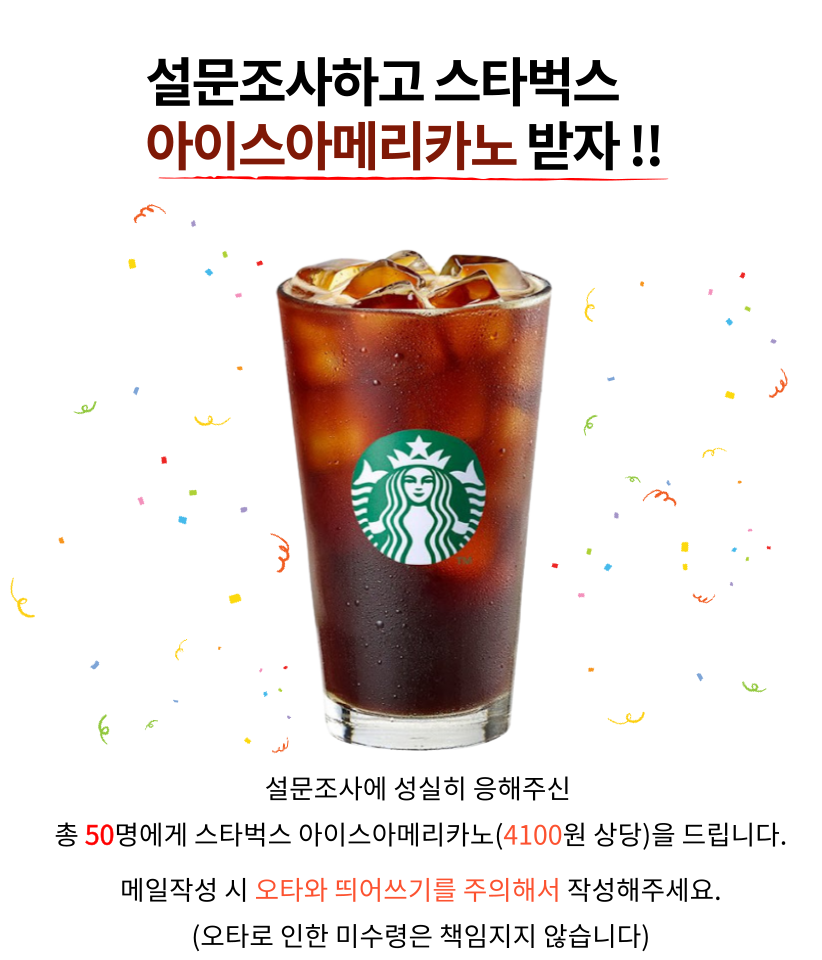 설문조사하고 스타벅스
아이스아메리카노 받자 !!
TM
설문조사에 성실히 응해주신
총 50명에게 스타벅스 아이스아메리카노(4100원 상당)을 드립니다.
메일작성 시 오타와 띄어쓰기를 주의해서 작성해주세요.
(오타로 인한 미수령은 책임지지 않습니다)